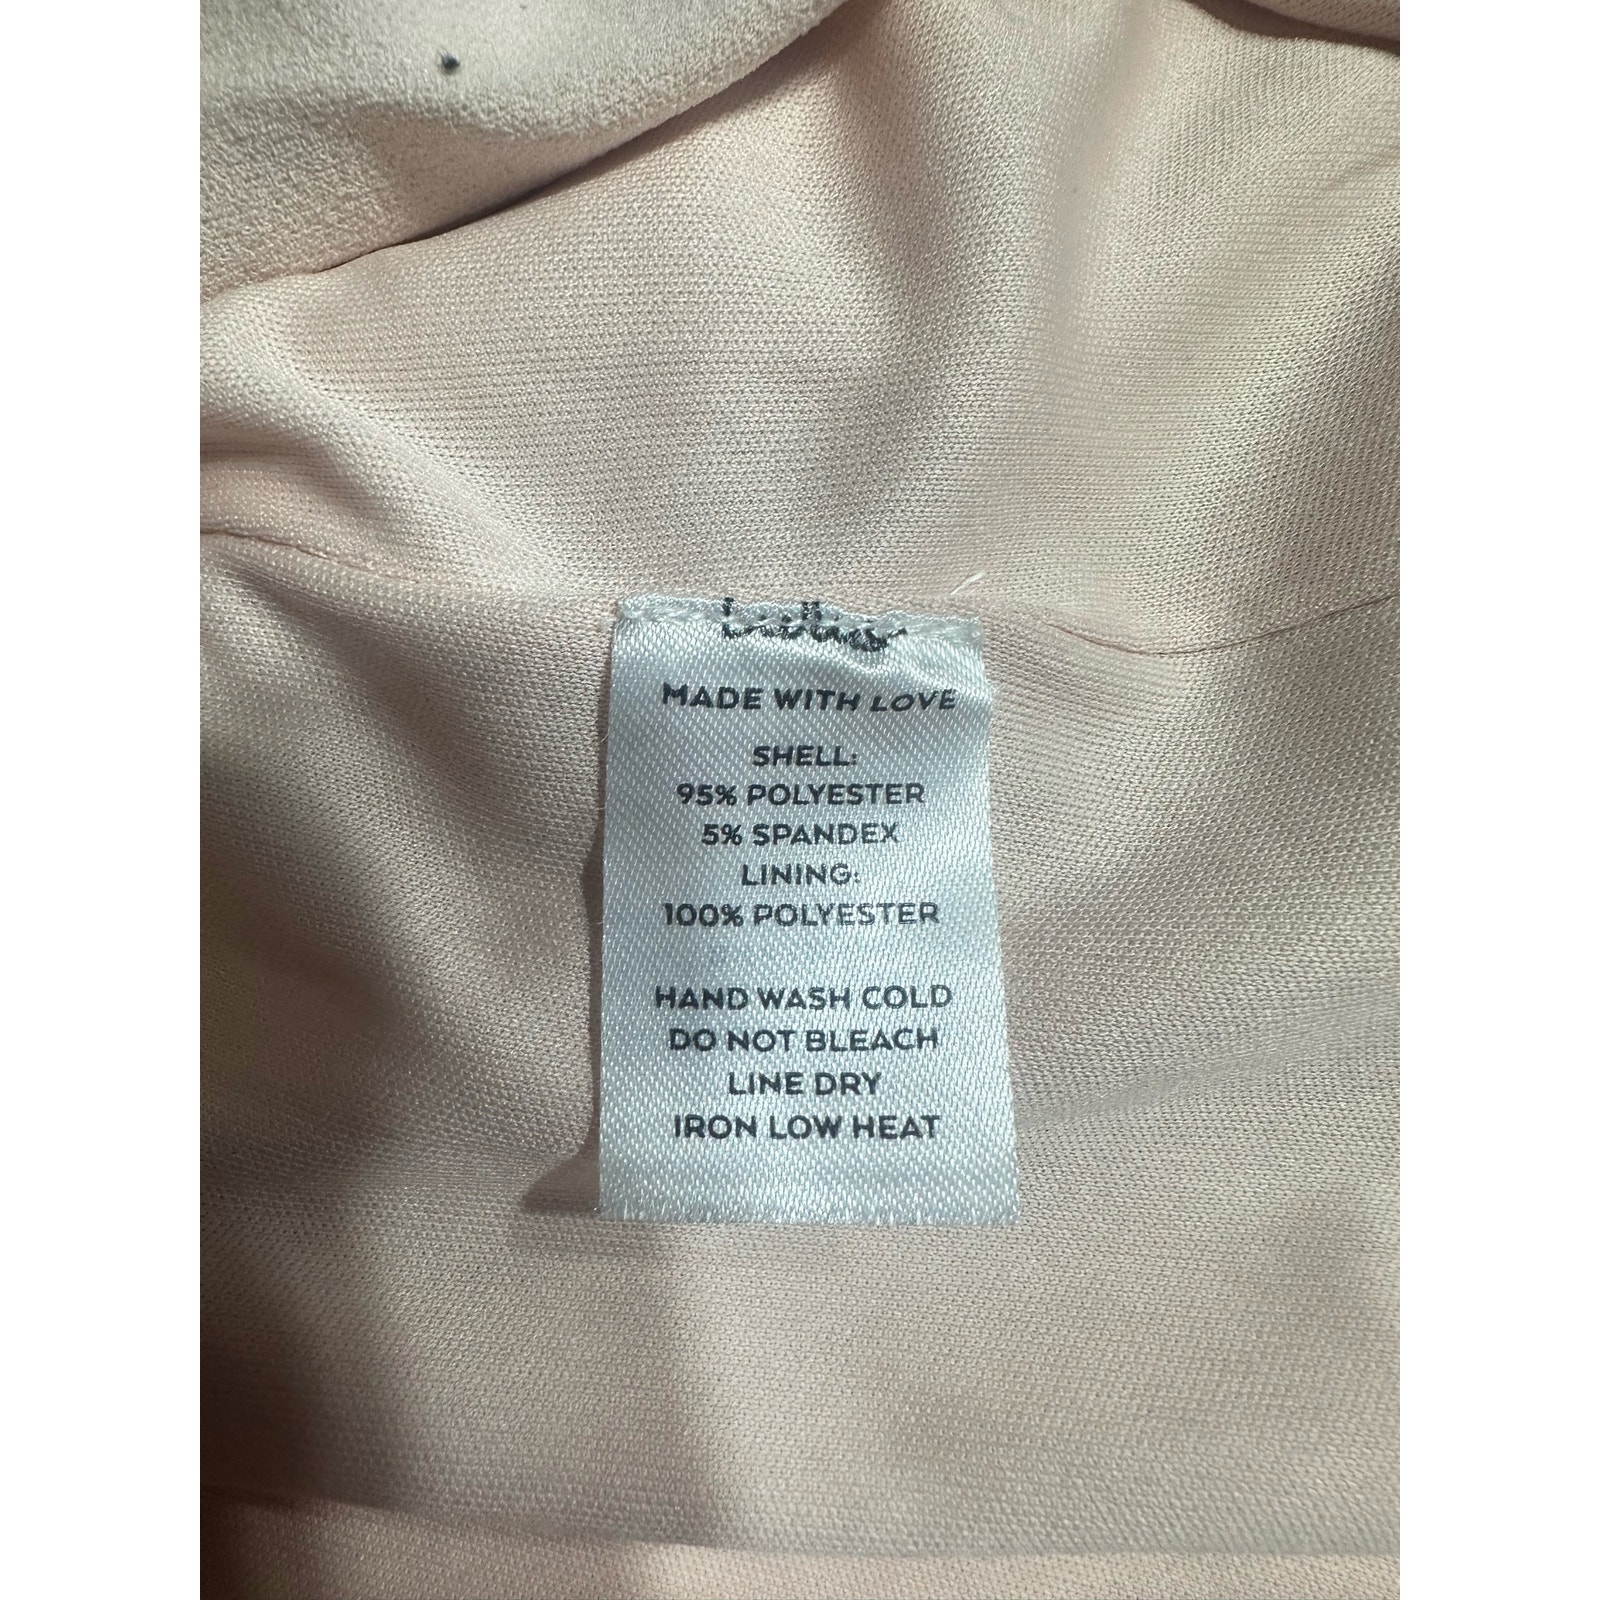 MADE WITH LOVE
SHELL:
95% POLYESTER
5% SPANDEX
LINING:
100% POLYESTER
HAND WASH COLD
DO NOT BLEACH
LINE DRY
IRON LOW HEAT